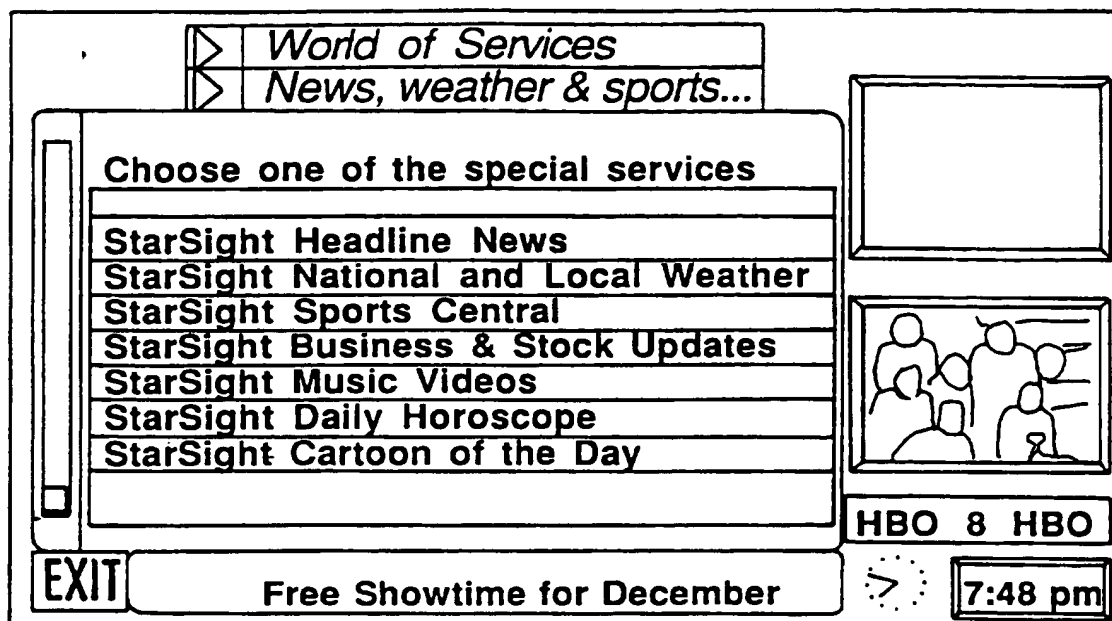 World of Services
News, weather & sports...
Choose one of the special services
StarSight Headline News
StarSight National and Local Weather
StarSight Sports Central
StarSight Business & Stock Updates
StarSight Music Videos
StarSight Daily Horoscope
StarSight Cartoon of the Day
HBO 8 HBO
EXIT
Free Showtime for December
7:48 pm